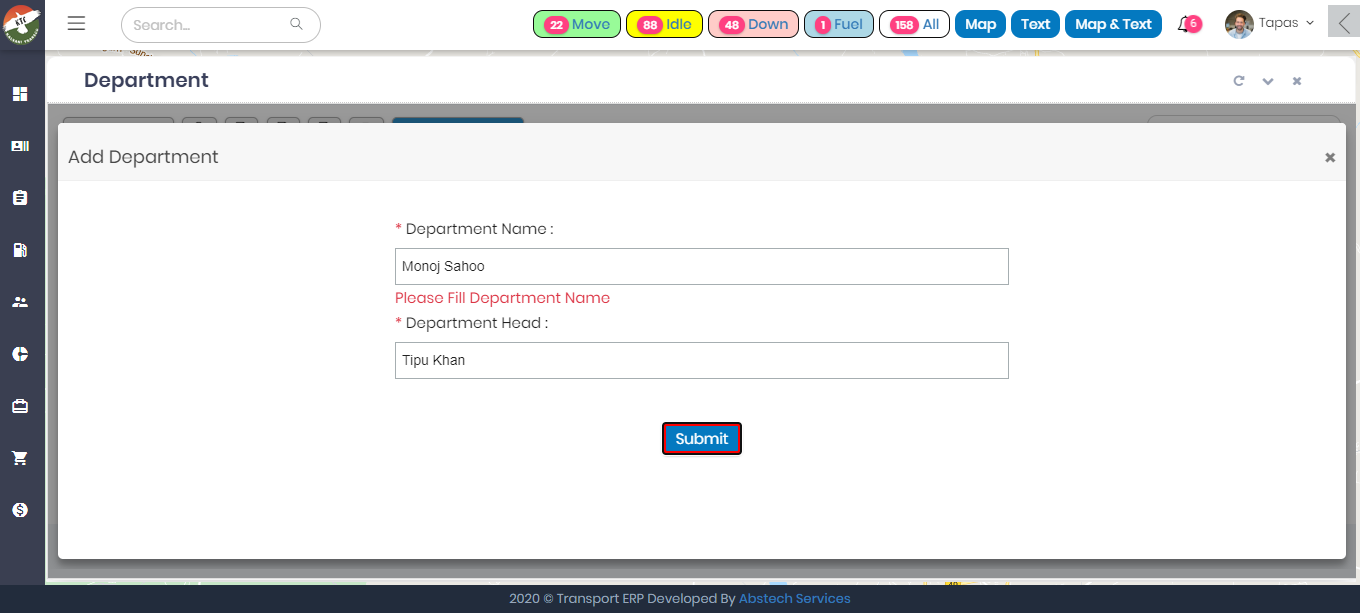 KTC
Search...
22 Move
88 Idle
48 Down
1 Fuel
158 All
Map
Text
Map & Text
6
Tapas
Department
Add Department
* Department Name :
Monoj Sahoo
Please Fill Department Name
* Department Head :
Tipu Khan
Submit
2020 © Transport ERP Developed By Abstech Services